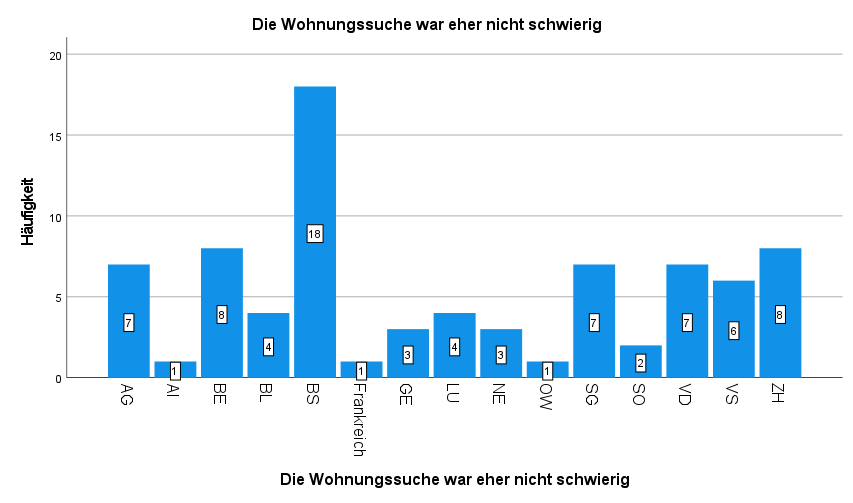 Die Wohnungssuche war eher nicht schwierig
20
15
10
5
0
Häufigkeit
7
1
8
4
18
1
3
4
3
1
7
2
7
6
8
AG
AI
BE
BL
BS
Frankreich
GE
LU
NE
OW
SG
SO
VD
VS
ZH
Die Wohnungssuche war eher nicht schwierig